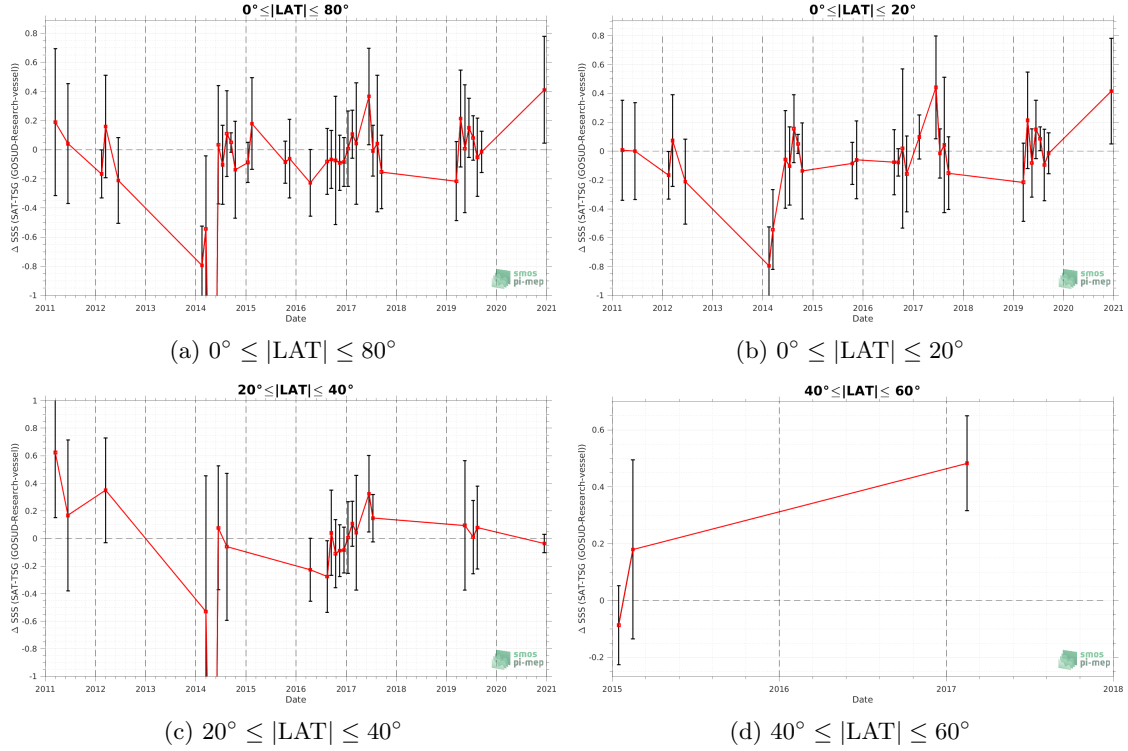 0°≤|LAT|≤ 80°
Δ SSS (SAT-TSG (GOSUD-Research-vessel))
0.8
0.6
0.4
0.2
0
-0.2
-0.4
-0.6
-0.8
-1
2011 2012 2013 2014 2015 2016 2017 2018 2019 2020 2021
Date
smos
pi-mep
(a) 0° ≤ |LAT| ≤ 80°
0°≤|LAT|≤ 20°
Δ SSS (SAT-TSG (GOSUD-Research-vessel))
0.8
0.6
0.4
0.2
0
-0.2
-0.4
-0.6
-0.8
-1
2011 2012 2013 2014 2015 2016 2017 2018 2019 2020 2021
Date
smos
pi-mep
(b) 0° ≤ |LAT| ≤ 20°
20°≤|LAT|≤ 40°
Δ SSS (SAT-TSG (GOSUD-Research-vessel))
1
0.8
0.6
0.4
0.2
0
-0.2
-0.4
-0.6
-0.8
-1
2011 2012 2013 2014 2015 2016 2017 2018 2019 2020 2021
Date
smos
pi-mep
(c) 20° ≤ |LAT| ≤ 40°
40°≤|LAT|≤ 60°
Δ SSS (SAT-TSG (GOSUD-Research-vessel))
0.6
0.4
0.2
0
-0.2
2015 2016 2017 2018
Date
smos
pi-mep
(d) 40° ≤ |LAT| ≤ 60°